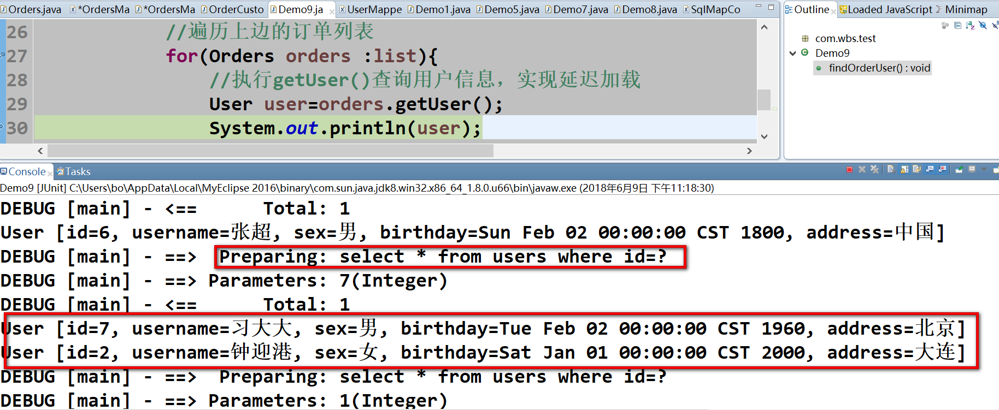 Orders.java *OrdersMa *OrdersMa OrderCusto Demo9.ja UserMappe Demo1.java Demo5.java Demo7.java Demo8.java SqlMapCo
Outline Loaded JavaScript Minimap
26 //遍历上边的订单列表
27 for(Orders orders :list){
28 //执行getUser()查询用户信息，实现延迟加载
29 User user=orders.getUser();
30 System.out.println(user);
com.wbs.test
Demo9
findOrderUser() : void
Console Tasks
Demo9 [JUnit] C:\Users\bo\AppData\Local\MyEclipse 2016\binary\com.sun.java.jdk8.win32.x86_64_1.8.0.u66\bin\javaw.exe (2018年6月9日 下午11:18:30)
DEBUG [main] - <== Total: 1
User [id=6, username=张超, sex=男, birthday=Sun Feb 02 00:00:00 CST 1800, address=中国]
DEBUG [main] - ==> Preparing: select * from users where id=?
DEBUG [main] - ==> Parameters: 7(Integer)
DEBUG [main] - <== Total: 1
User [id=7, username=习大大, sex=男, birthday=Tue Feb 02 00:00:00 CST 1960, address=北京]
User [id=2, username=钟迎港, sex=女, birthday=Sat Jan 01 00:00:00 CST 2000, address=大连]
DEBUG [main] - ==> Preparing: select * from users where id=?
DEBUG [main] - ==> Parameters: 1(Integer)